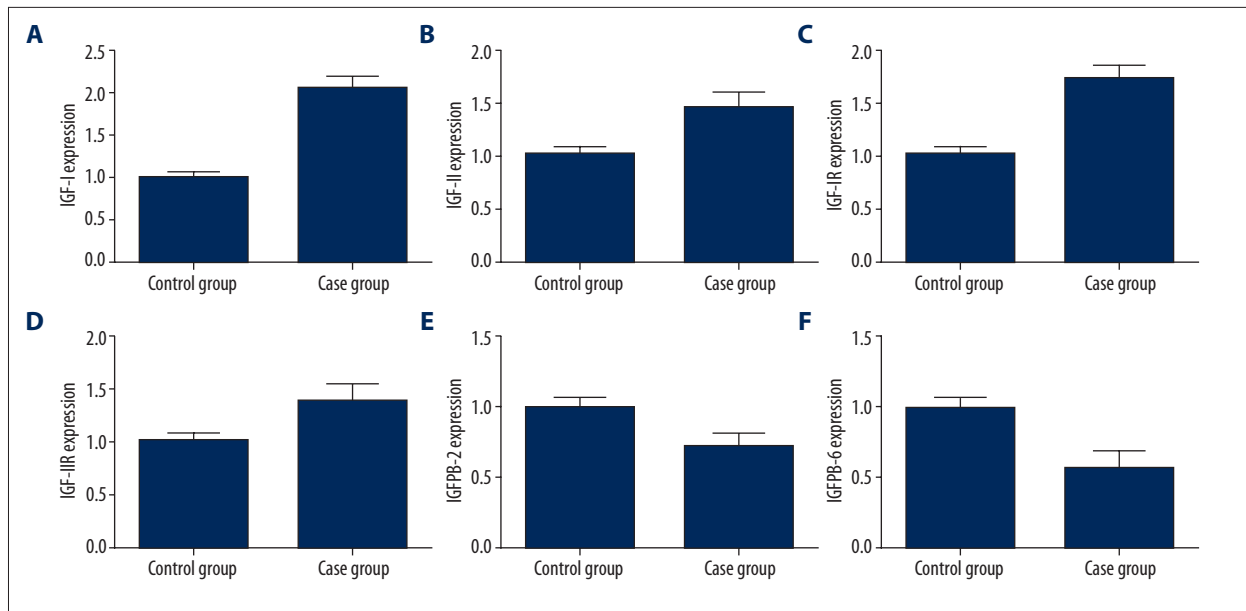 A
IGF-I expression
2.5
2.0
1.5
1.0
0.5
0.0
Control group
Case group
B
IGF-II expression
2.0
1.5
1.0
0.5
0.0
Control group
Case group
C
IGF-IR expression
2.0
1.5
1.0
0.5
0.0
Control group
Case group
D
IGF-IIR expression
2.0
1.5
1.0
0.5
0.0
Control group
Case group
E
IGFPB-2 expression
1.5
1.0
0.5
0.0
Control group
Case group
F
IGFPB-6 expression
1.5
1.0
0.5
0.0
Control group
Case group